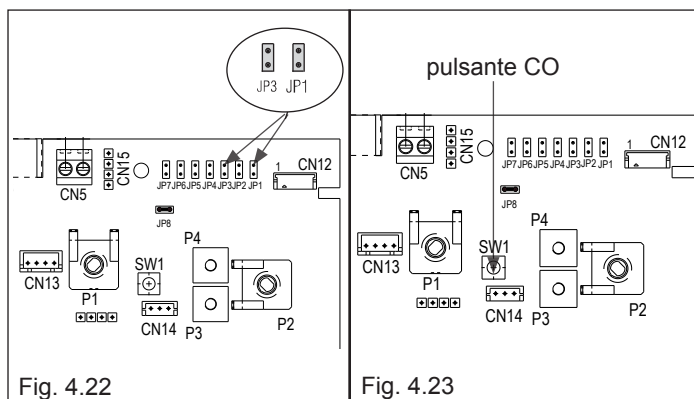 JP3 JP1
CN5
CN15
JP7 JP6 JP5 JP4 JP3 JP2 JP1
1
CN12
JP8
CN13
P1
SW1
CN14
P4
P3
P2
Fig. 4.22
pulsante CO
CN5
CN15
JP7 JP6 JP5 JP4 JP3 JP2 JP1
1
CN12
JP8
CN13
P1
SW1
CN14
P4
P3
P2
Fig. 4.23